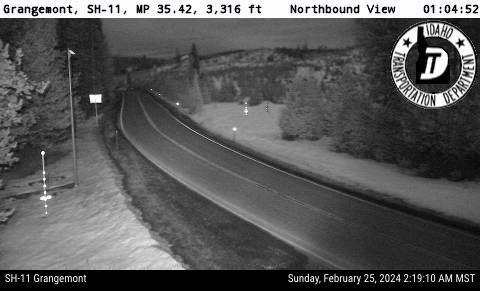 Grangemont, SH-11, MP 35.42, 3,316 ft Northbound View 01:04:52
IDAHO
TRANSPORTATION DEPARTMENT
SH-11 Grangemont Sunday, February 25, 2024 2:19:10 AM MST